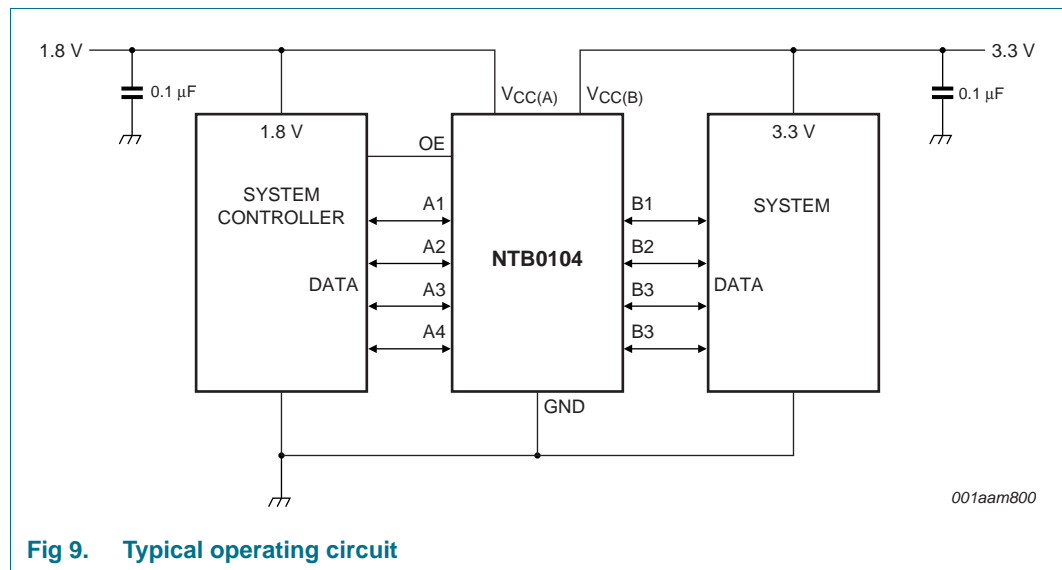 1.8 V
3.3 V
0.1 μF
VCC(A)
VCC(B)
0.1 μF
1.8 V
3.3 V
OE
SYSTEM
CONTROLLER
A1
B1
SYSTEM
A2
B2
NTB0104
DATA
A3
B3
DATA
A4
B3
GND
001aam800
Fig 9. Typical operating circuit